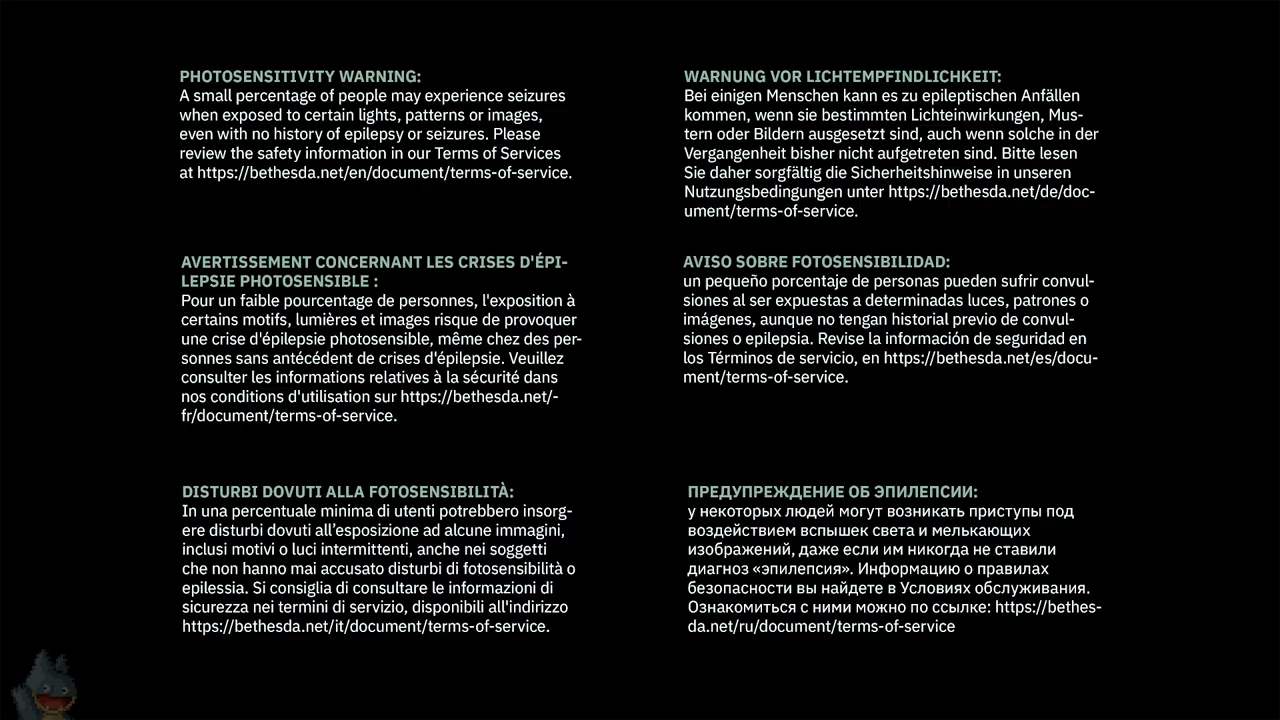 PHOTOSENSITIVITY WARNING:
A small percentage of people may experience seizures
when exposed to certain lights, patterns or images,
even with no history of epilepsy or seizures. Please
review the safety information in our Terms of Services
at https://bethesda.net/en/document/terms-of-service.
WARNUNG VOR LICHTEMPFINDLICHKEIT:
Bei einigen Menschen kann es zu epileptischen Anfällen
kommen, wenn sie bestimmten Lichteinwirkungen, Mus-
tern oder Bildern ausgesetzt sind, auch wenn solche in der
Vergangenheit bisher nicht aufgetreten sind. Bitte lesen
Sie daher sorgfältig die Sicherheitshinweise in unseren
Nutzungsbedingungen unter https://bethesda.net/de/doc-
ument/terms-of-service.
AVERTISSEMENT CONCERNANT LES CRISES D'ÉPI-
LEPSIE PHOTOSENSIBLE :
Pour un faible pourcentage de personnes, l'exposition à
certains motifs, lumières et images risque de provoquer
une crise d'épilepsie photosensible, même chez des per-
sonnes sans antécédent de crises d'épilepsie. Veuillez
consulter les informations relatives à la sécurité dans
nos conditions d'utilisation sur https://bethesda.net/-
fr/document/terms-of-service.
AVISO SOBRE FOTOSENSIBILIDAD:
un pequeño porcentaje de personas pueden sufrir convul-
siones al ser expuestas a determinadas luces, patrones o
imágenes, aunque no tengan historial previo de convul-
siones o epilepsia. Revise la información de seguridad en
los Términos de servicio, en https://bethesda.net/es/docu-
ment/terms-of-service.
DISTURBI DOVUTI ALLA FOTOSENSIBILITÀ:
In una percentuale minima di utenti potrebbero insorg-
ere disturbi dovuti all’esposizione ad alcune immagini,
inclusi motivi o luci intermittenti, anche nei soggetti
che non hanno mai accusato disturbi di fotosensibilità o
epilessia. Si consiglia di consultare le informazioni di
sicurezza nei termini di servizio, disponibili all'indirizzo
https://bethesda.net/it/document/terms-of-service.
ПРЕДУПРЕЖДЕНИЕ ОБ ЭПИЛЕПСИИ:
у некоторых людей могут возникать приступы под
воздействием вспышек света и мелькающих
изображений, даже если им никогда не ставили
диагноз «эпилепсия». Информацию о правилах
безопасности вы найдете в Условиях обслуживания.
Ознакомиться с ними можно по ссылке: https://bethes-
da.net/ru/document/terms-of-service